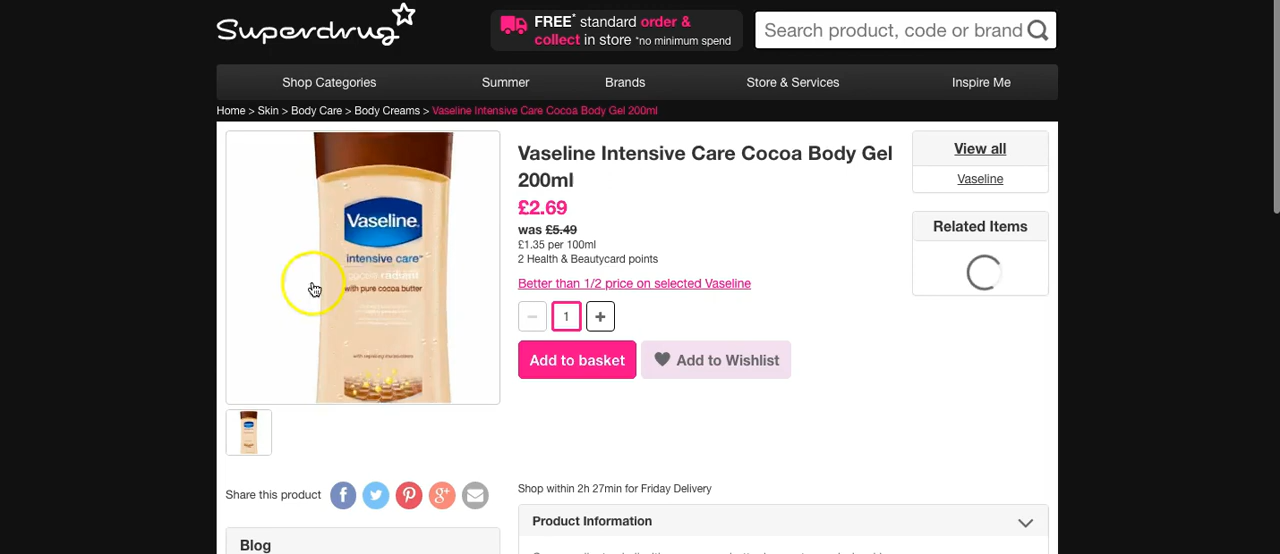 Superdrug
FREE* standard order &
collect in store *no minimum spend
Search product, code or brand
Shop Categories
Summer
Brands
Store & Services
Inspire Me
Home > Skin > Body Care > Body Creams > Vaseline Intensive Care Cocoa Body Gel 200ml
Vaseline
intensive care™
cocoa radiant
with pure cocoa butter
Vaseline Intensive Care Cocoa Body Gel
200ml
£2.69
was £5.49
£1.35 per 100ml
2 Health & Beautycard points
Better than 1/2 price on selected Vaseline
1
Add to basket
Add to Wishlist
View all
Vaseline
Related Items
Share this product
Shop within 2h 27min for Friday Delivery
Product Information
Blog